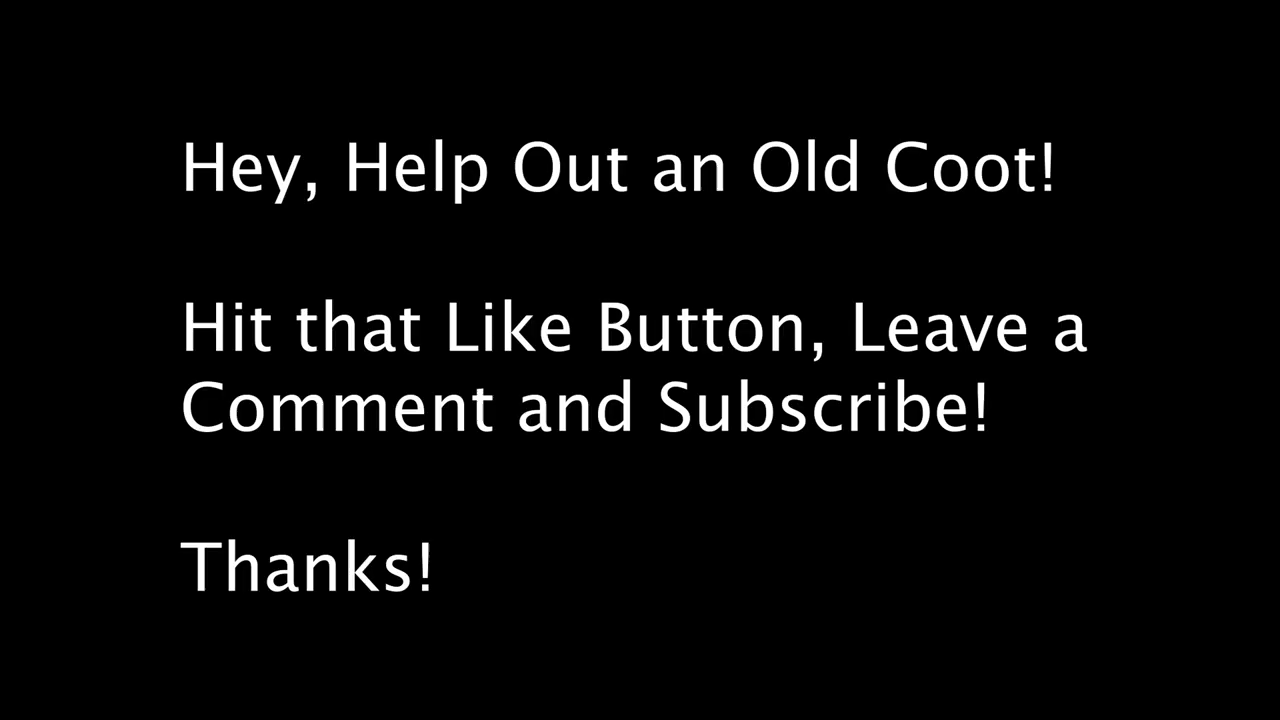 Hey, Help Out an Old Coot!
Hit that Like Button, Leave a
Comment and Subscribe!
Thanks!